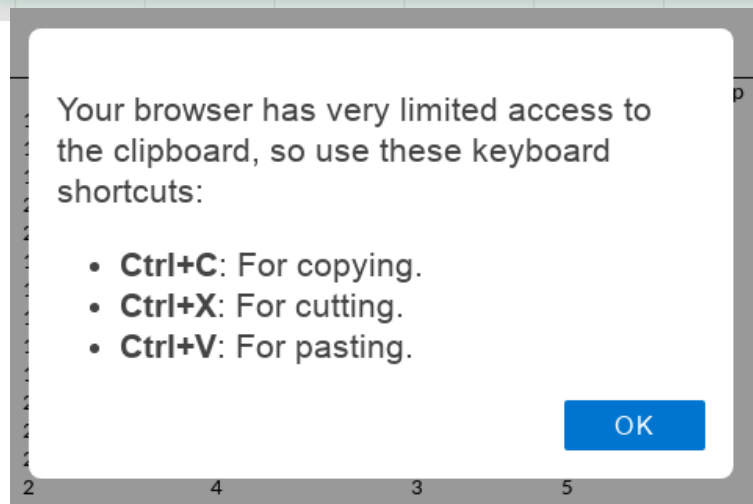 p
Your browser has very limited access to
the clipboard, so use these keyboard
shortcuts:
• Ctrl+C: For copying.
• Ctrl+X: For cutting.
• Ctrl+V: For pasting.
OK
2 4 3 5